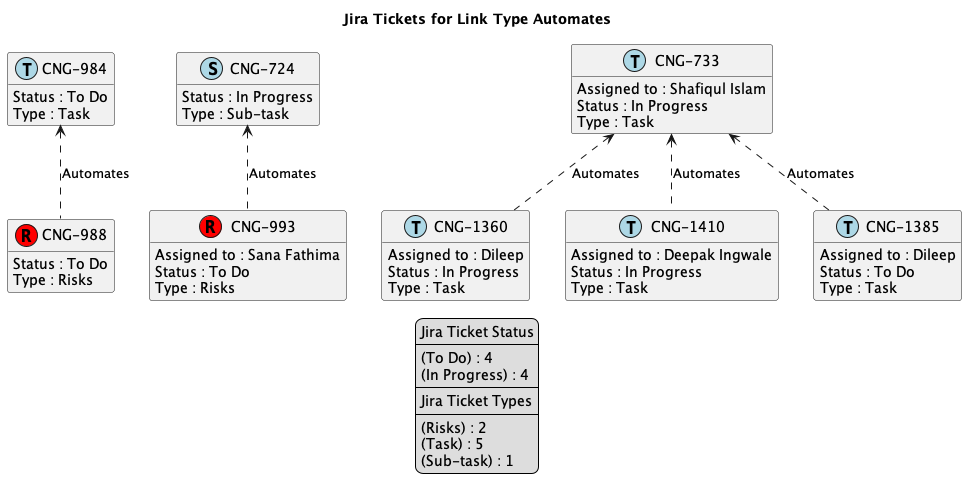 Jira Tickets for Link Type Automates
T CNG-984
Status : To Do
Type : Task
S CNG-724
Status : In Progress
Type : Sub-task
T CNG-733
Assigned to : Shafiqul Islam
Status : In Progress
Type : Task
Automates
Automates
Automates
Automates
Automates
R CNG-988
Status : To Do
Type : Risks
R CNG-993
Assigned to : Sana Fathima
Status : To Do
Type : Risks
T CNG-1360
Assigned to : Dileep
Status : In Progress
Type : Task
T CNG-1410
Assigned to : Deepak Ingwale
Status : In Progress
Type : Task
T CNG-1385
Assigned to : Dileep
Status : To Do
Type : Task
Jira Ticket Status
(To Do) : 4
(In Progress) : 4
Jira Ticket Types
(Risks) : 2
(Task) : 5
(Sub-task) : 1